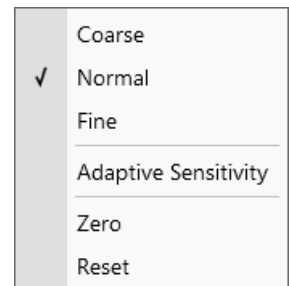 Coarse
Normal
Fine
Adaptive Sensitivity
Zero
Reset